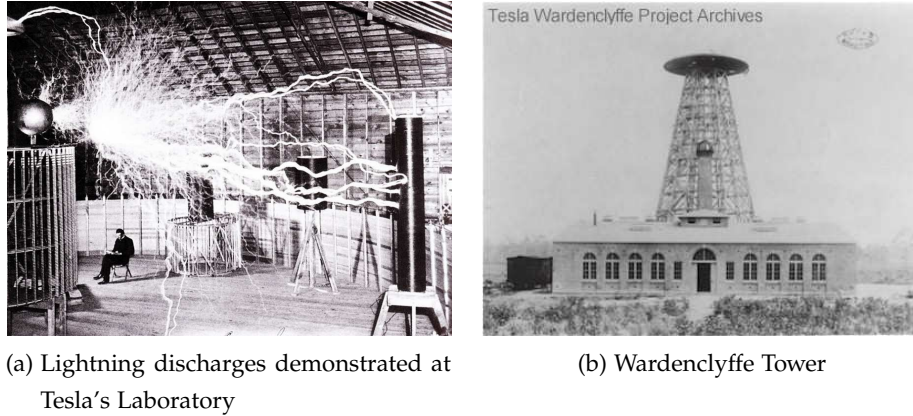 Tesla Wardenclyffe Project Archives
(a) Lightning discharges demonstrated at
Tesla's Laboratory
(b) Wardenclyffe Tower